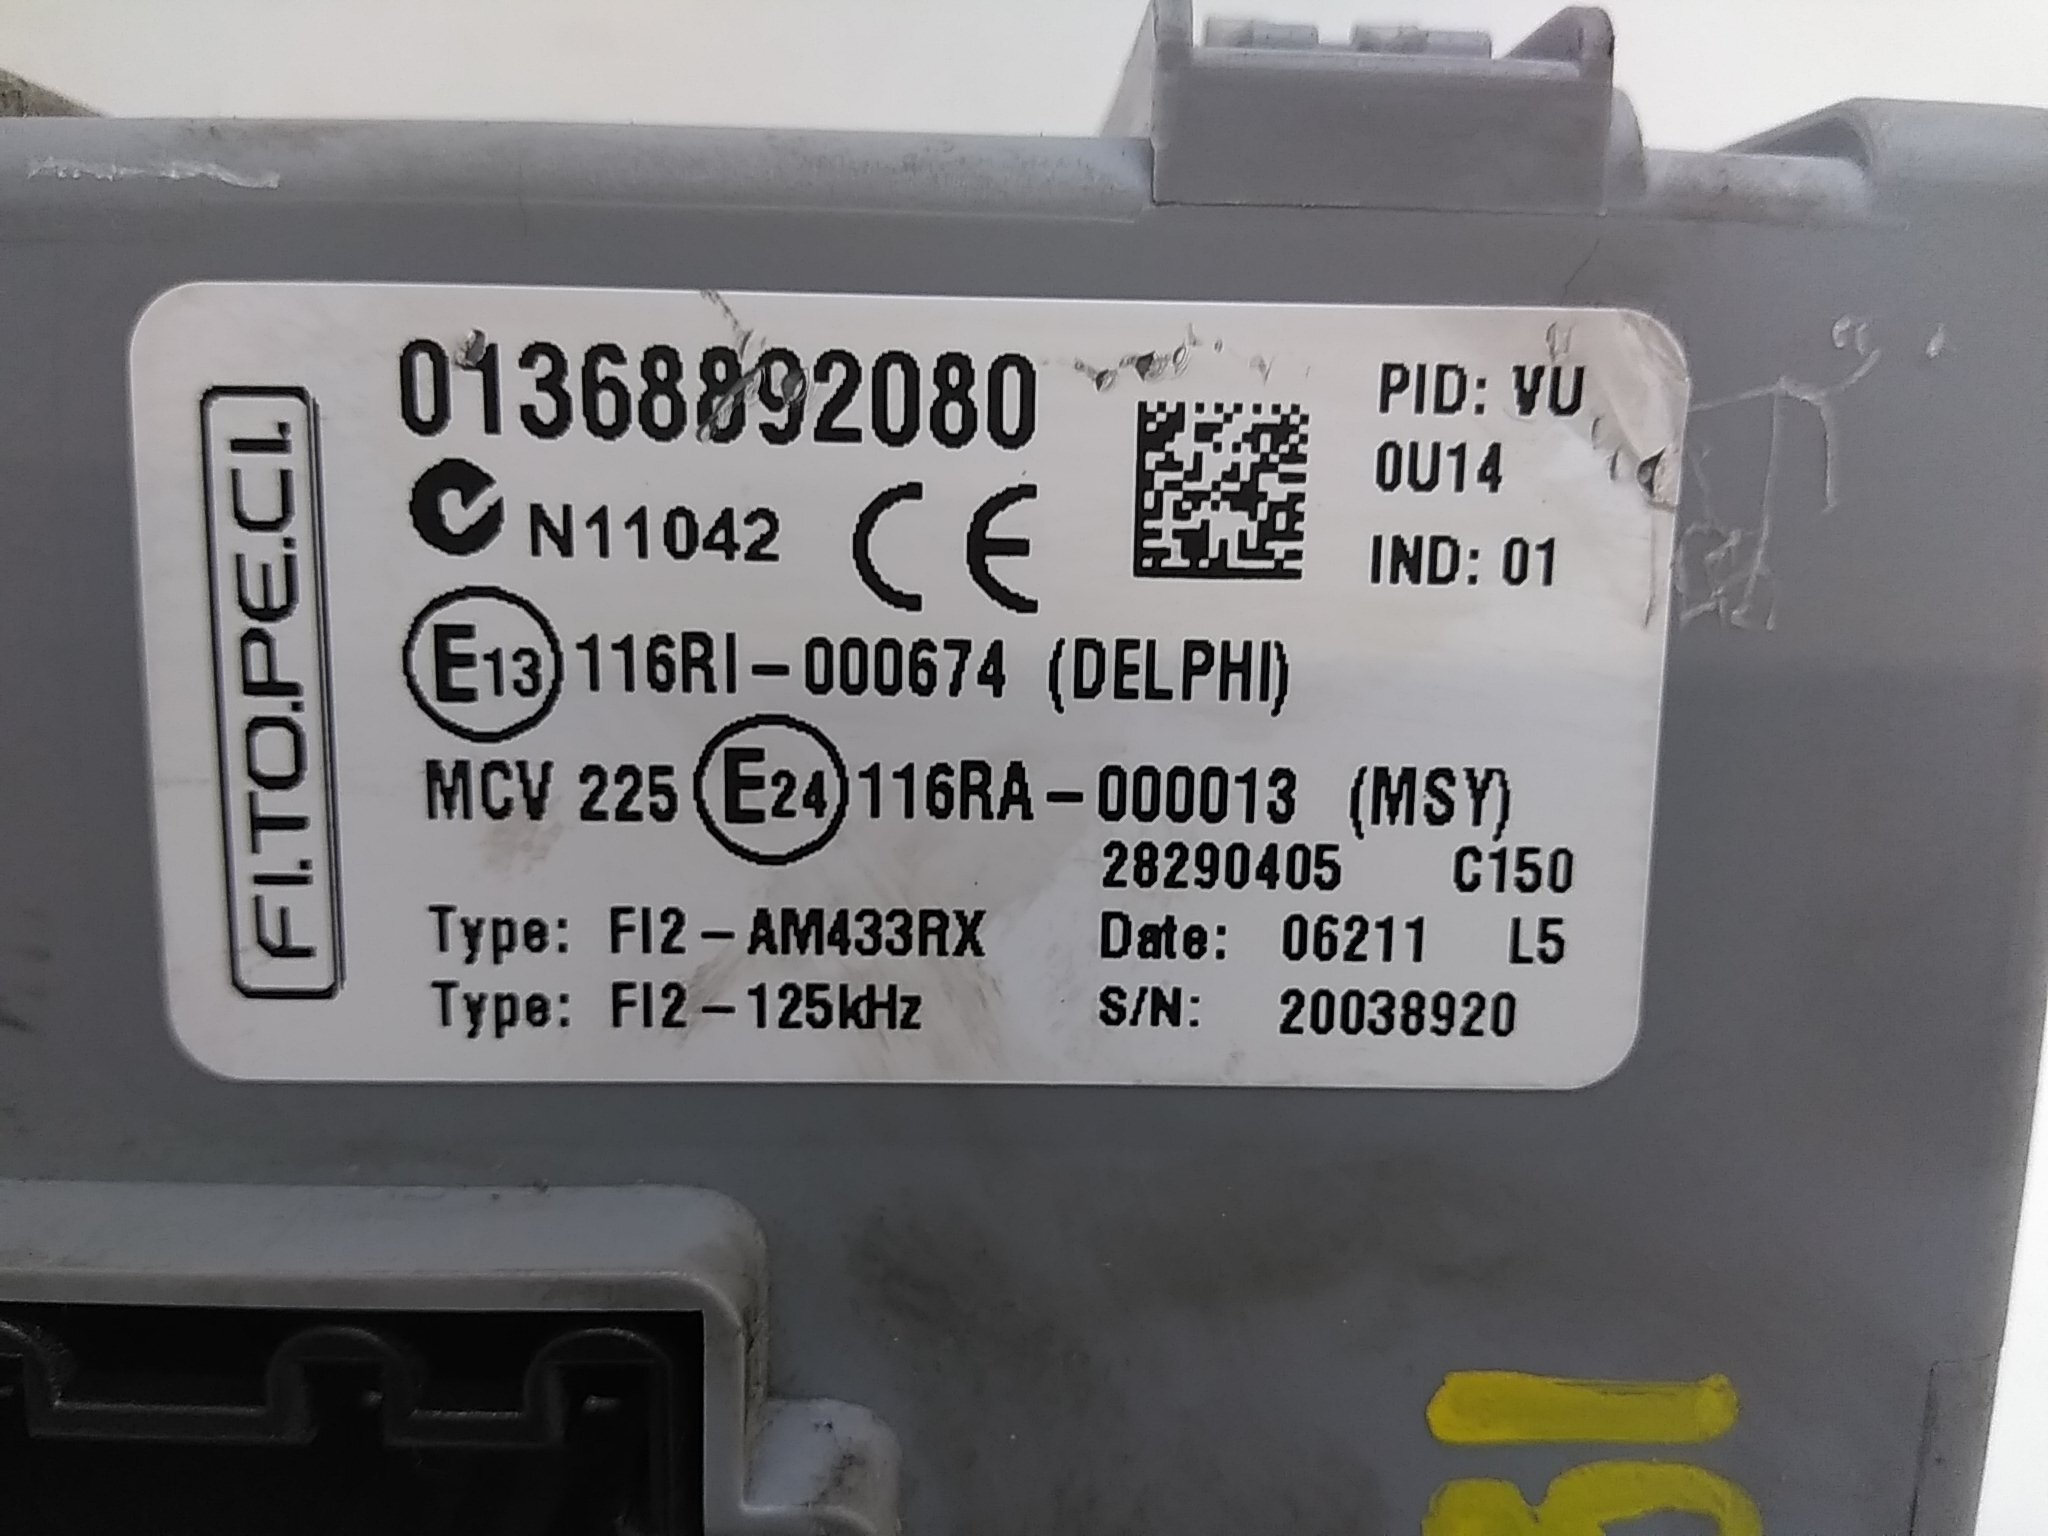 FI.TO.PE.CI.
01368892080
N11042 CE
PID: VU
0U14
IND: 01
E13 116RI-000674 (DELPHI)
MCV 225 E24 116RA-000013 (MSY)
28290405 C150
Type: FI2-AM433RX
Date: 06211 L5
Type: FI2-125kHz
S/N: 20038920